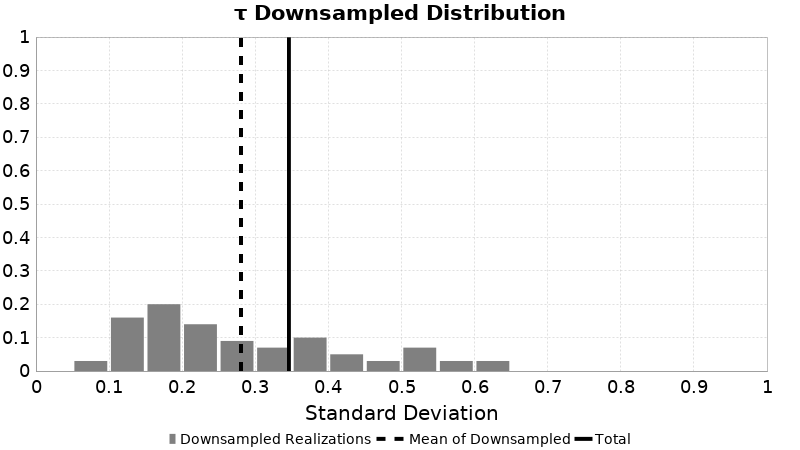 τ Downsampled Distribution
1
0.9
0.8
0.7
0.6
0.5
0.4
0.3
0.2
0.1
0
0 0.1 0.2 0.3 0.4 0.5 0.6 0.7 0.8 0.9 1
Standard Deviation
Downsampled Realizations Mean of Downsampled Total